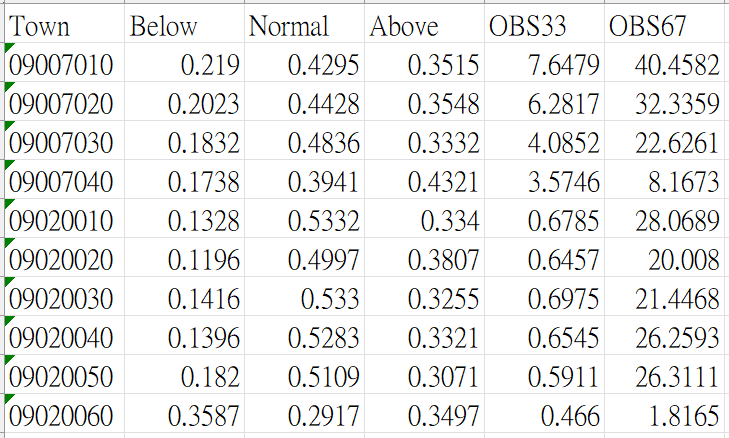 Town Below Normal Above OBS33 OBS67
09007010 0.219 0.4295 0.3515 7.6479 40.4582
09007020 0.2023 0.4428 0.3548 6.2817 32.3359
09007030 0.1832 0.4836 0.3332 4.0852 22.6261
09007040 0.1738 0.3941 0.4321 3.5746 8.1673
09020010 0.1328 0.5332 0.334 0.6785 28.0689
09020020 0.1196 0.4997 0.3807 0.6457 20.008
09020030 0.1416 0.533 0.3255 0.6975 21.4468
09020040 0.1396 0.5283 0.3321 0.6545 26.2593
09020050 0.182 0.5109 0.3071 0.5911 26.3111
09020060 0.3587 0.2917 0.3497 0.466 1.8165